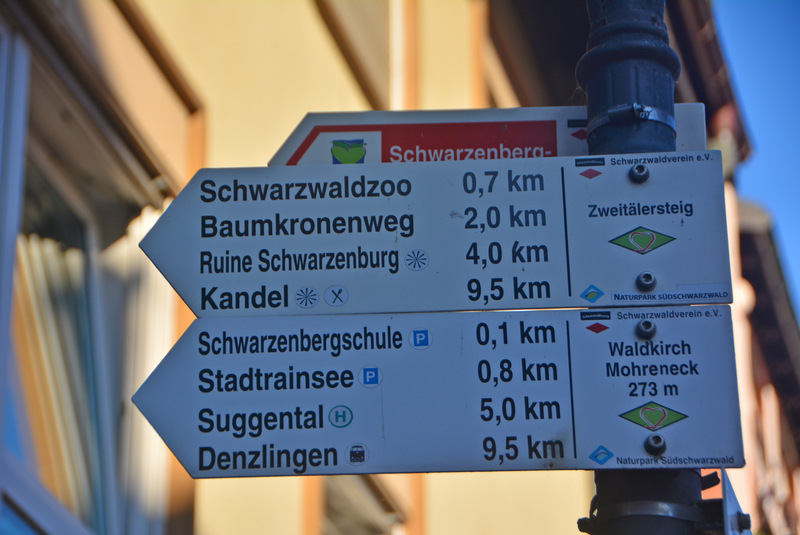 Schwarzenberg-
Schwarzwaldzoo 0,7 km
Baumkronenweg 2,0 km
Ruine Schwarzenburg 4,0 km
Kandel 9,5 km
Schwarzwaldverein e.V.
Zweitälersteig
Naturpark Südschwarzwald
Schwarzenbergschule P 0,1 km
Stadtrainsee P 0,8 km
Suggental H 5,0 km
Denzlingen 9,5 km
Schwarzwaldverein e.V.
Waldkirch
Mohreneck
273 m
Naturpark Südschwarzwald